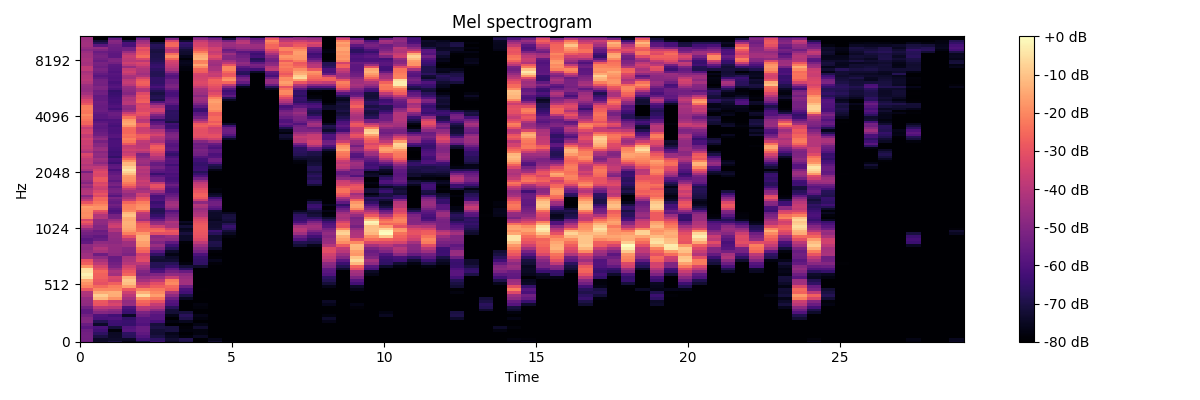 Mel spectrogram
+0 dB
8192
-10 dB
4096
-20 dB
-30 dB
2048
-40 dB
Hz
1024
-50 dB
-60 dB
512
-70 dB
0
-80 dB
0 5 10 15 20 25
Time